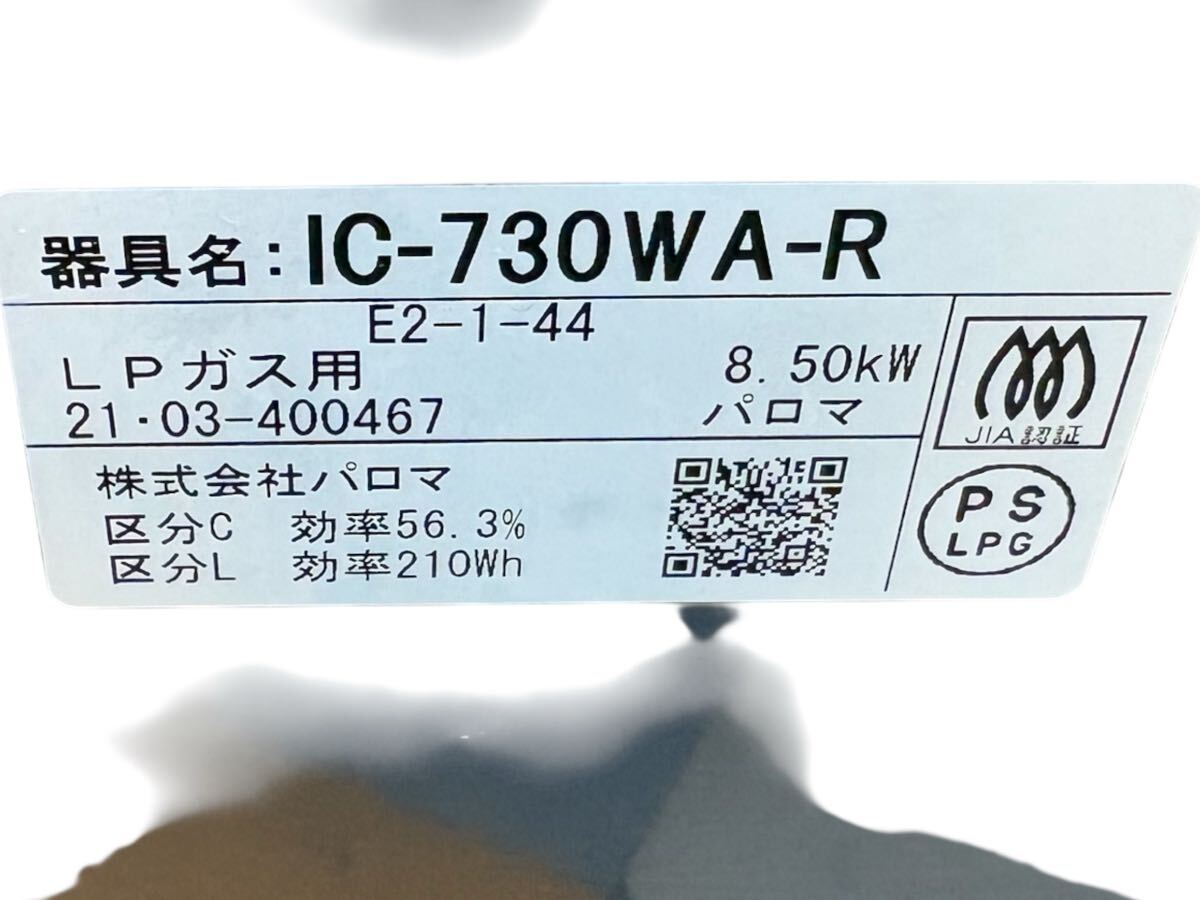 器具名:IC-730WA-R
E2-1-44
LPガス用 8.50kW
21・03-400467 パロマ
JIA認証
株式会社パロマ
区分C 効率56.3%
区分L 効率210Wh
PS
LPG